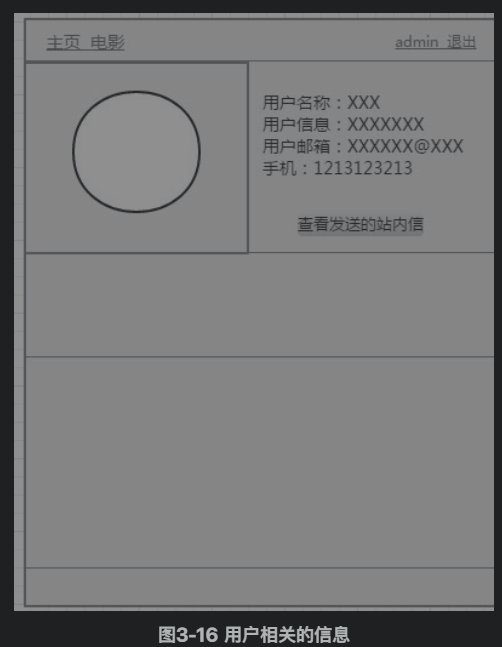 主页 电影 admin 退出
用户名称：XXX
用户信息：XXXXXXX
用户邮箱：XXXXXX@XXX
手机：1213123213
查看发送的站内信
图3-16 用户相关的信息